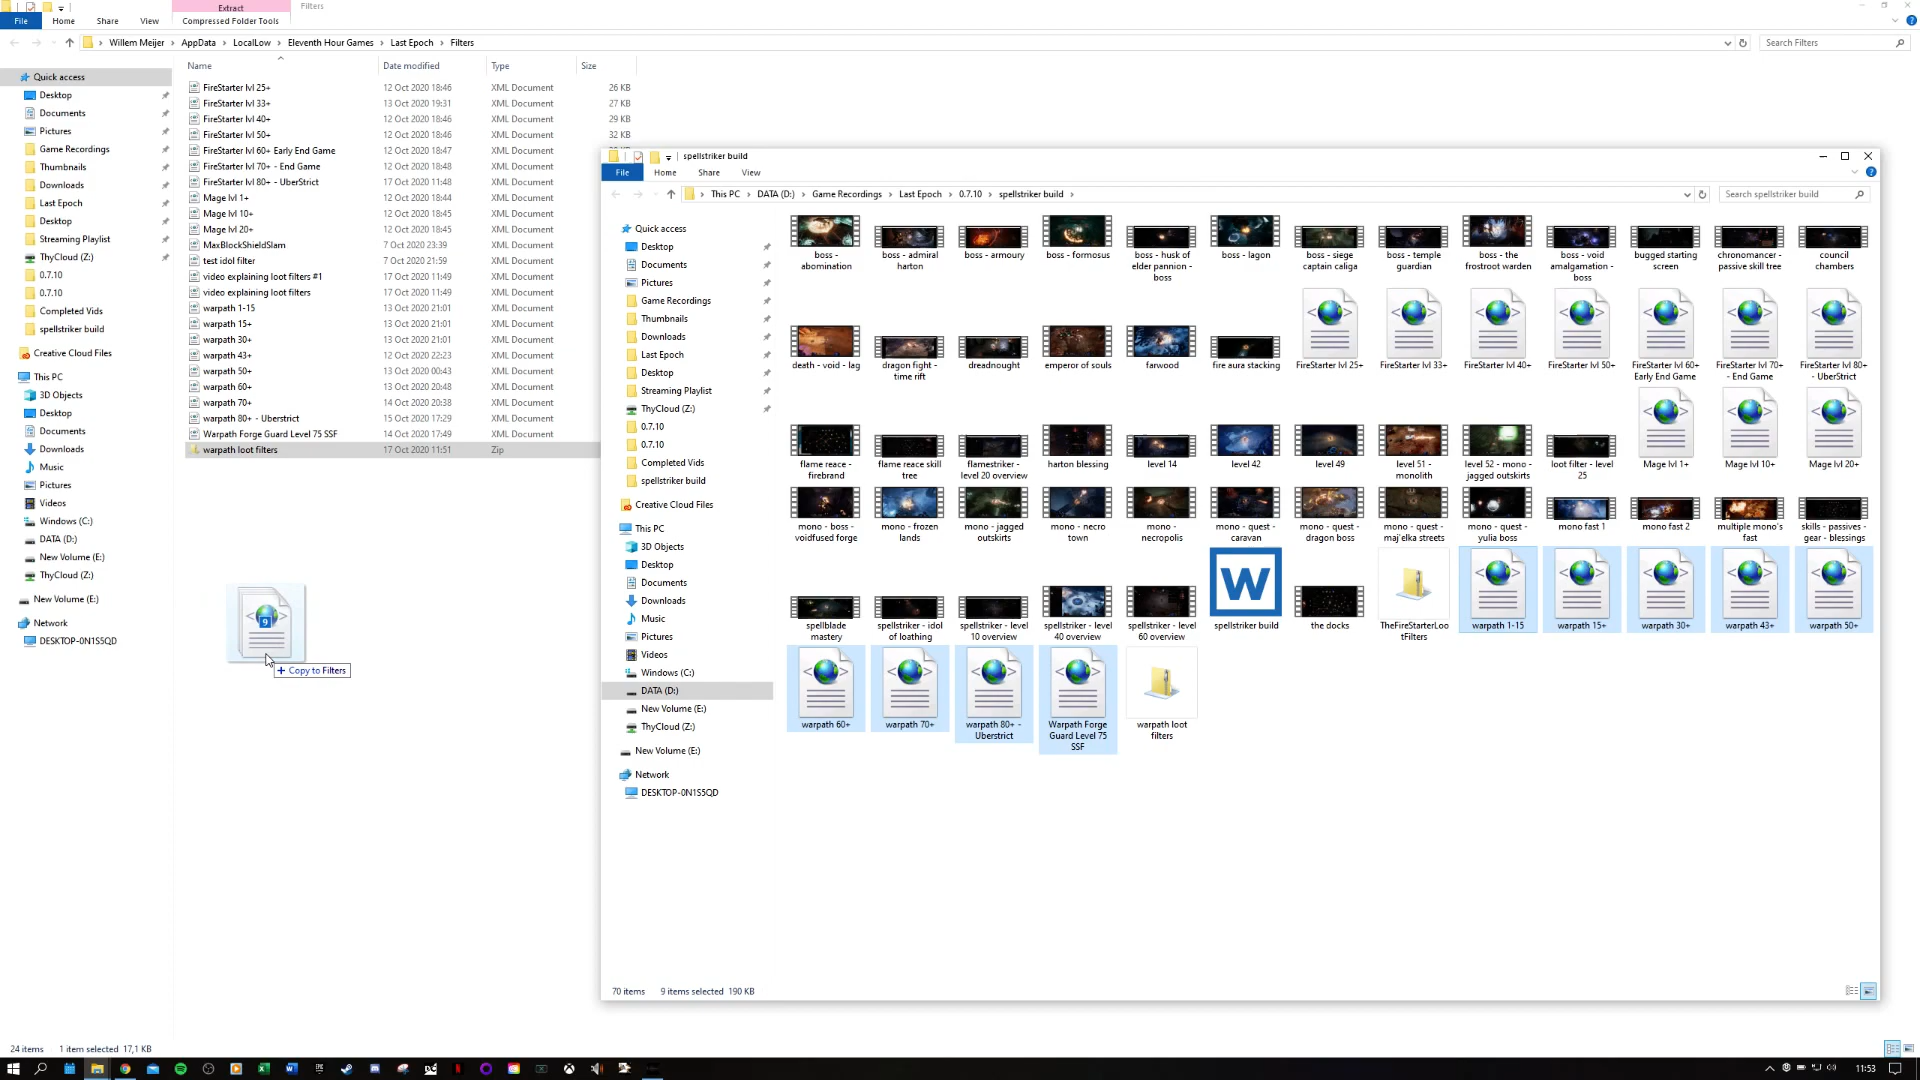 Extract
Filters
File
Home
Share
View
Compressed Folder Tools
Willem Meijer
AppData
LocalLow
Eleventh Hour Games
Last Epoch
Filters
Search Filters
Quick access
Desktop
Documents
Pictures
Game Recordings
Thumbnails
Downloads
Last Epoch
Desktop
Streaming Playlist
ThyCloud (Z:)
0.7.10
0.7.10
Completed Vids
spellstriker build
Creative Cloud Files
This PC
3D Objects
Desktop
Documents
Downloads
Music
Pictures
Videos
Windows (C:)
DATA (D:)
New Volume (E:)
ThyCloud (Z:)
New Volume (E:)
Network
DESKTOP-0N1S5QD
Name Date modified Type Size
FireStarter lvl 25+ 12 Oct 2020 18:46 XML Document 26 KB
FireStarter lvl 33+ 13 Oct 2020 19:31 XML Document 27 KB
FireStarter lvl 40+ 12 Oct 2020 18:46 XML Document 29 KB
FireStarter lvl 50+ 12 Oct 2020 18:46 XML Document 32 KB
FireStarter lvl 60+ Early End Game 12 Oct 2020 18:47 XML Document
FireStarter lvl 70+ - End Game 12 Oct 2020 18:48 XML Document
FireStarter lvl 80+ - UberStrict 17 Oct 2020 11:48 XML Document
Mage lvl 1+ 12 Oct 2020 18:44 XML Document
Mage lvl 10+ 12 Oct 2020 18:45 XML Document
Mage lvl 20+ 12 Oct 2020 18:45 XML Document
MaxBlockShieldSlam 7 Oct 2020 23:39 XML Document
test idol filter 7 Oct 2020 21:59 XML Document
video explaining loot filters #1 17 Oct 2020 11:49 XML Document
video explaining loot filters 17 Oct 2020 11:49 XML Document
warpath 1-15 13 Oct 2020 21:01 XML Document
warpath 15+ 13 Oct 2020 21:01 XML Document
warpath 30+ 13 Oct 2020 21:01 XML Document
warpath 43+ 12 Oct 2020 22:23 XML Document
warpath 50+ 13 Oct 2020 00:43 XML Document
warpath 60+ 13 Oct 2020 20:48 XML Document
warpath 70+ 14 Oct 2020 20:38 XML Document
warpath 80+ - Uberstrict 15 Oct 2020 17:29 XML Document
Warpath Forge Guard Level 75 SSF 14 Oct 2020 17:49 XML Document
warpath loot filters 17 Oct 2020 11:51 Zip
9
+ Copy to Filters
24 items 1 item selected 17,1 KB
spellstriker build
File
Home
Share
View
This PC
DATA (D:)
Game Recordings
Last Epoch
0.7.10
spellstriker build
Search spellstriker build
Quick access
Desktop
Documents
Pictures
Game Recordings
Thumbnails
Downloads
Last Epoch
Desktop
Streaming Playlist
ThyCloud (Z:)
0.7.10
0.7.10
Completed Vids
spellstriker build
Creative Cloud Files
This PC
3D Objects
Desktop
Documents
Downloads
Music
Pictures
Videos
Windows (C:)
DATA (D:)
New Volume (E:)
ThyCloud (Z:)
New Volume (E:)
Network
DESKTOP-0N1S5QD
boss -
abomination
boss - admiral
harton
boss - armoury
boss - formosus
boss - husk of
elder pannion -
boss
boss - lagon
boss - siege
captain caliga
boss - temple
guardian
boss - the
frostroot warden
boss - void
amalgamation -
boss
bugged starting
screen
chronomancer -
passive skill tree
council
chambers
death - void - lag
dragon fight -
time rift
dreadnought
emperor of souls
farwood
fire aura stacking
FireStarter lvl 25+
FireStarter lvl 33+
FireStarter lvl 40+
FireStarter lvl 50+
FireStarter lvl 60+
Early End Game
FireStarter lvl 70+
- End Game
FireStarter lvl 80+
- UberStrict
flame reace -
firebrand
flame reace skill
tree
flamestriker -
level 20 overview
harton blessing
level 14
level 42
level 49
level 51 -
monolith
level 52 - mono -
jagged outskirts
loot filter - level
25
Mage lvl 1+
Mage lvl 10+
Mage lvl 20+
mono - boss -
voidfused forge
mono - frozen
lands
mono - jagged
outskirts
mono - necro
town
mono -
necropolis
mono - quest -
caravan
mono - quest -
dragon boss
mono - quest -
maj'elka streets
mono - quest -
yulia boss
mono fast 1
mono fast 2
multiple mono's
fast
skills - passives -
gear - blessings
spellblade
mastery
spellstriker - idol
of loathing
spellstriker - level
10 overview
spellstriker - level
40 overview
spellstriker - level
60 overview
W
spellstriker build
the docks
TheFireStarterLoo
tFilters
warpath 1-15
warpath 15+
warpath 30+
warpath 43+
warpath 50+
warpath 60+
warpath 70+
warpath 80+ -
Uberstrict
Warpath Forge
Guard Level 75
SSF
warpath loot
filters
70 items 9 items selected 190 KB
11:53